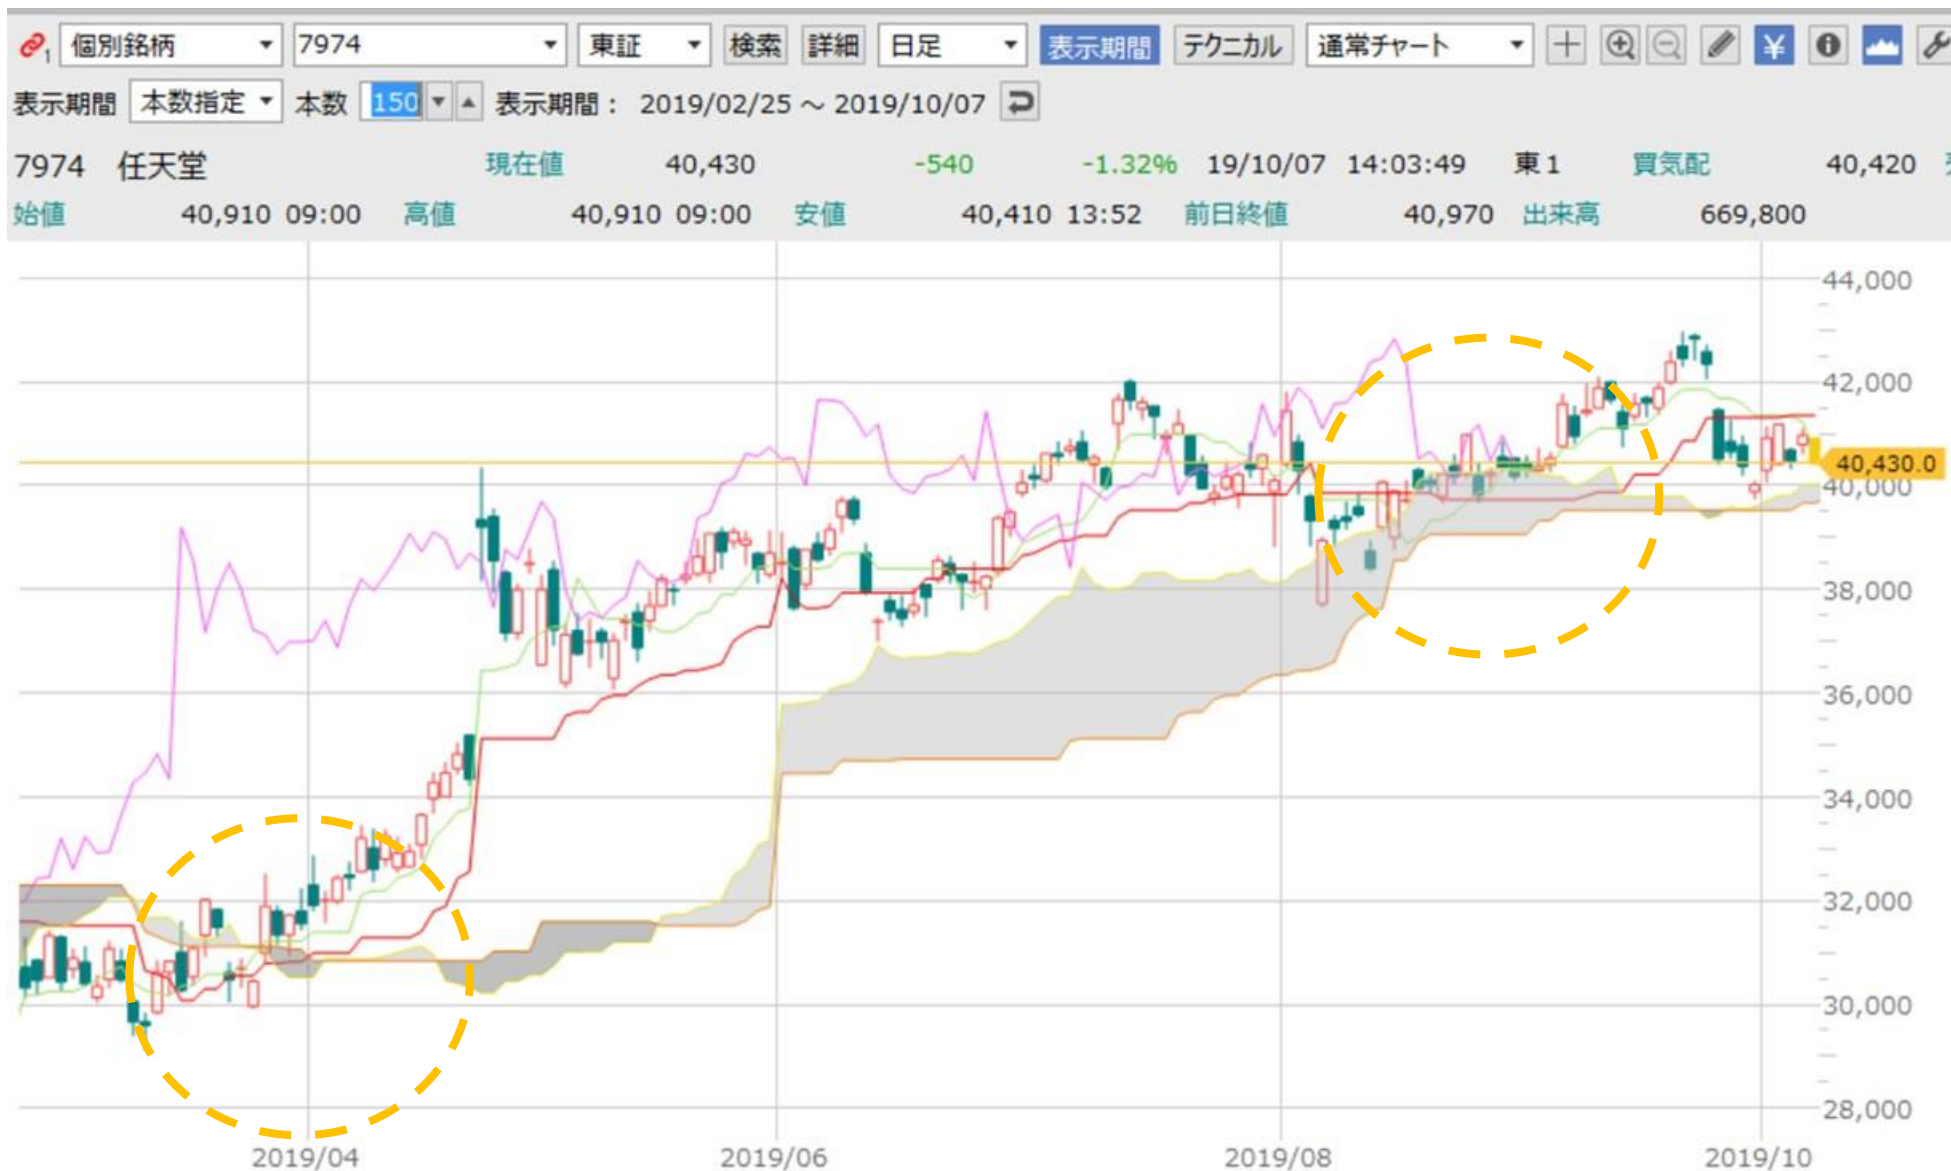 1 個別銘柄 7974 東証 検索 詳細 日足 表示期間 テクニカル 通常チャート ¥
表示期間 本数指定 本数 150 表示期間： 2019/02/25 ～ 2019/10/07
7974 任天堂 現在値 40,430 -540 -1.32% 19/10/07 14:03:49 東1 買気配 40,420
始値 40,910 09:00 高値 40,910 09:00 安値 40,410 13:52 前日終値 40,970 出来高 669,800
44,000
42,000
40,430.0
40,000
38,000
36,000
34,000
32,000
30,000
28,000
2019/04 2019/06 2019/08 2019/10